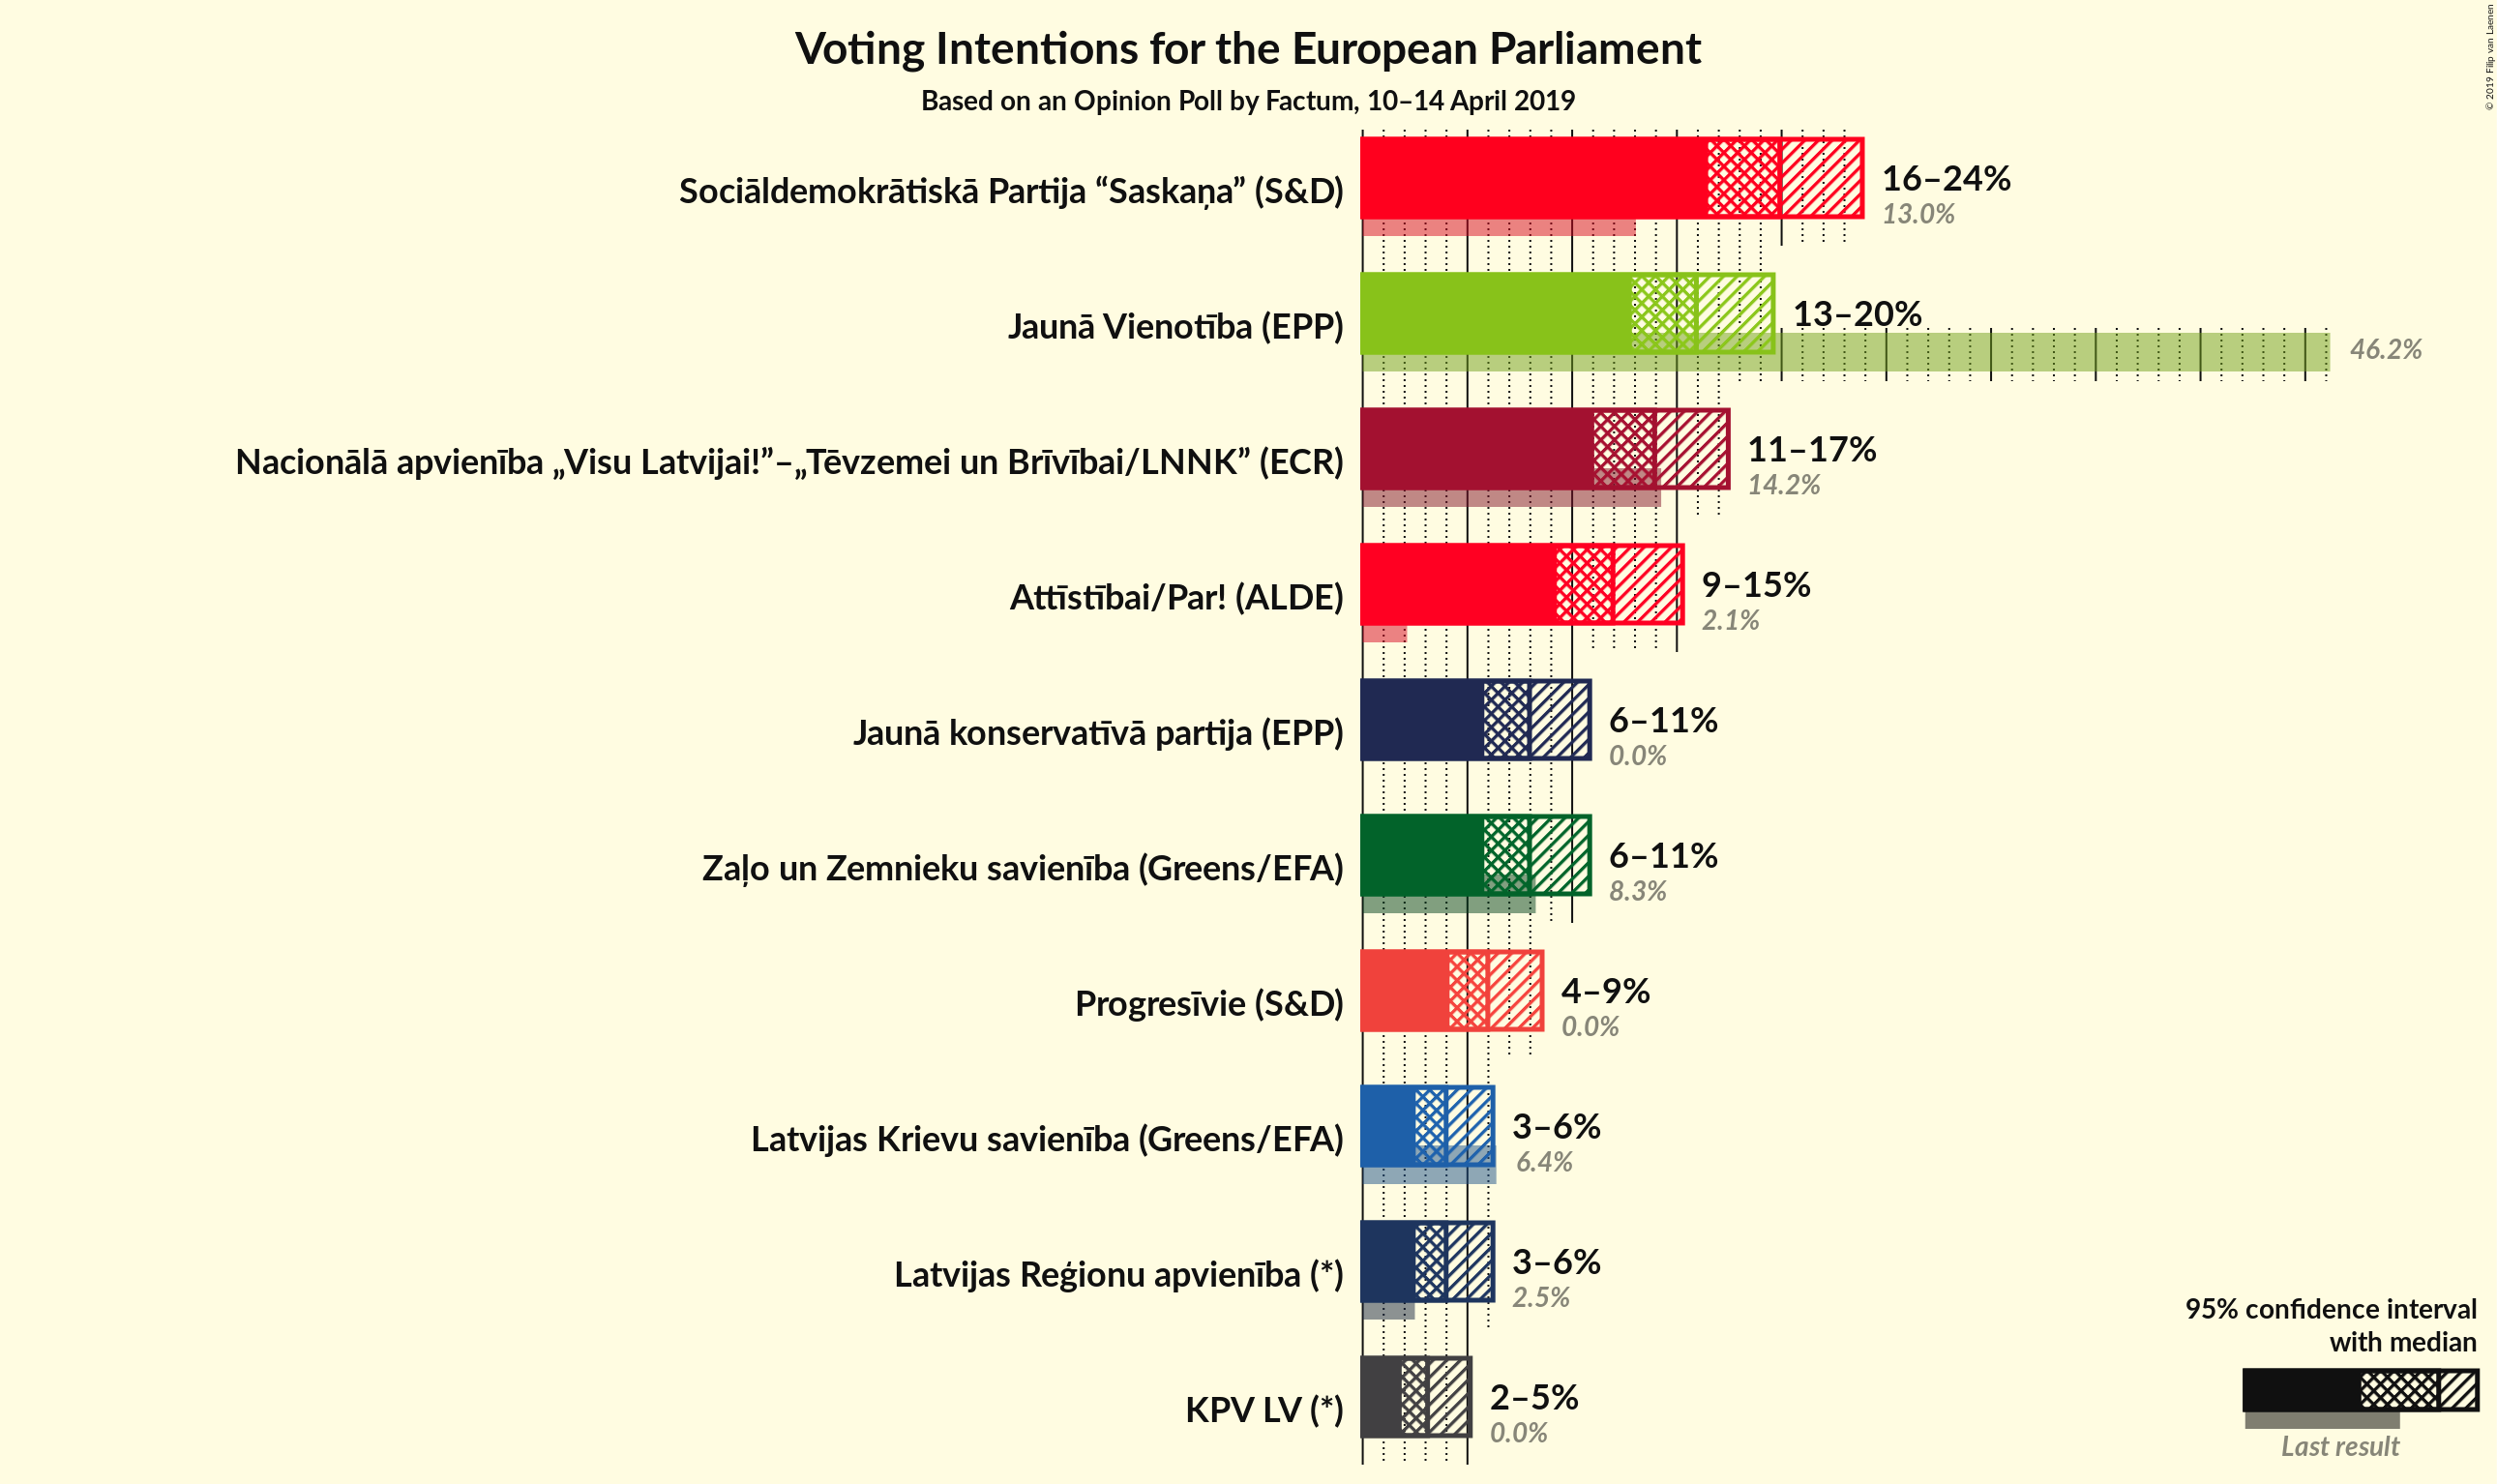 Voting Intentions for the European Parliament
Based on an Opinion Poll by Factum, 10–14 April 2019
© 2019 Filip van Laenen
Sociāldemokrātiskā Partija “Saskaņa” (S&D)
16–24%
13.0%
Jaunā Vienotība (EPP)
13–20%
46.2%
Nacionālā apvienība „Visu Latvijai!”–„Tēvzemei un Brīvībai/LNNK” (ECR)
11–17%
14.2%
Attīstībai/Par! (ALDE)
9–15%
2.1%
Jaunā konservatīvā partija (EPP)
6–11%
0.0%
Zaļo un Zemnieku savienība (Greens/EFA)
6–11%
8.3%
Progresīvie (S&D)
4–9%
0.0%
Latvijas Krievu savienība (Greens/EFA)
3–6%
6.4%
Latvijas Reģionu apvienība (*)
3–6%
2.5%
KPV LV (*)
2–5%
0.0%
95% confidence interval
with median
Last result